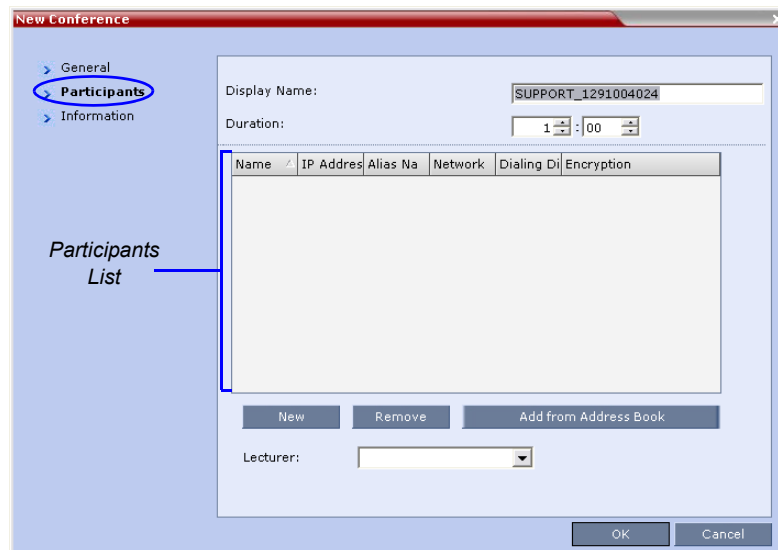 New Conference
General
Participants
Information
Display Name: SUPPORT_1291004024
Duration: 1 : 00
Name IP Addres Alias Na Network Dialing Di Encryption
Participants
List
New Remove Add from Address Book
Lecturer:
OK Cancel